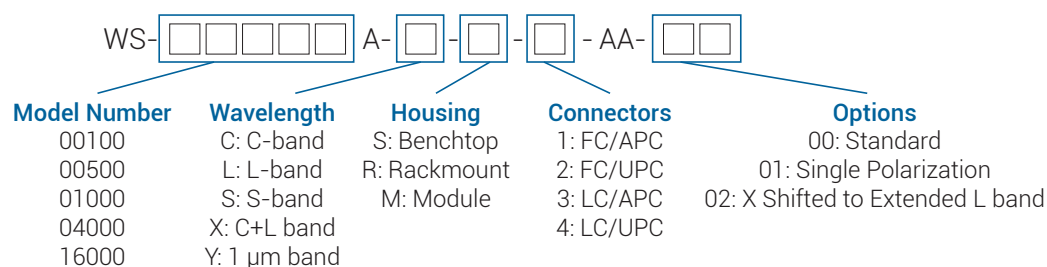 WS-□□□□□ A-□-□-□-AA-□□
Model Number Wavelength Housing Connectors Options
00100 C: C-band S: Benchtop 1: FC/APC 00: Standard
00500 L: L-band R: Rackmount 2: FC/UPC 01: Single Polarization
01000 S: S-band M: Module 3: LC/APC 02: X Shifted to Extended L band
04000 X: C+L band 4: LC/UPC
16000 Y: 1 μm band